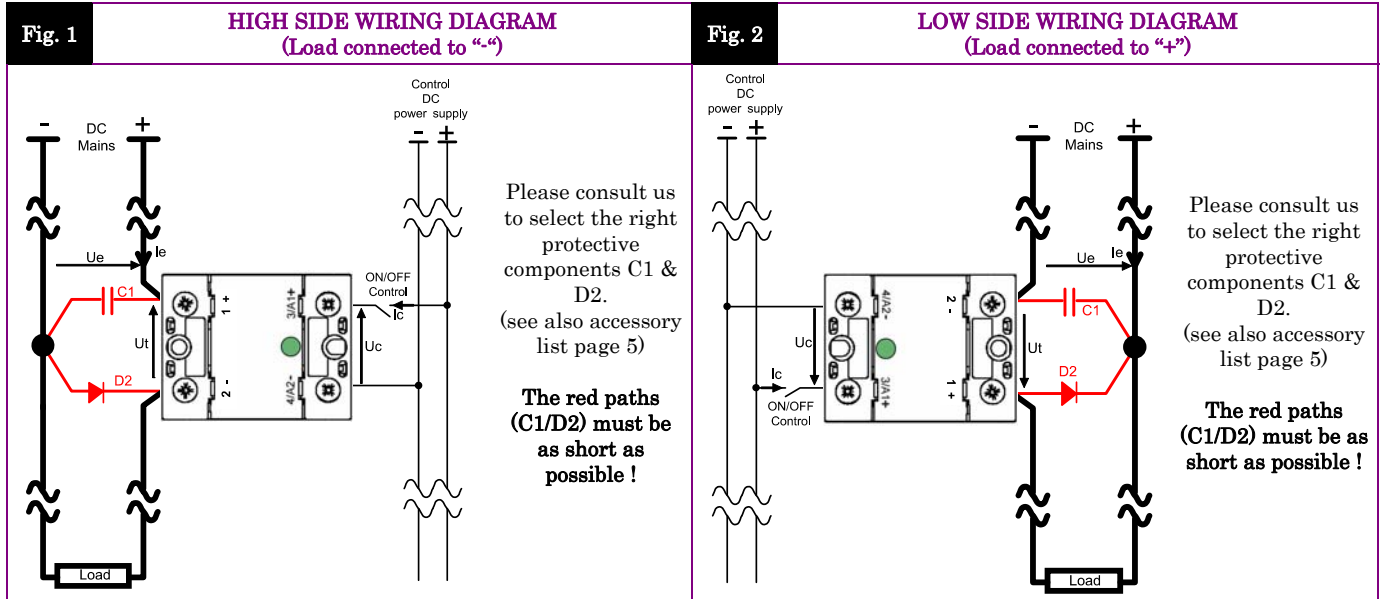 Fig. 1
HIGH SIDE WIRING DIAGRAM
(Load connected to “-“)
- DC +
Mains
Control
DC
power supply
- +
Ue
Ie
C1
Ut
D2
1 +
2 -
3/A1+
4/A2-
ON/OFF
Control
Ic
Uc
Load
Please consult us
to select the right
protective
components C1 &
D2.
(see also accessory
list page 5)
The red paths
(C1/D2) must be
as short as
possible !
Fig. 2
LOW SIDE WIRING DIAGRAM
(Load connected to “+”)
Control
DC
power supply
- +
- DC +
Mains
Ue
Ie
Uc
4/A2-
3/A1+
2 -
1 +
C1
Ut
D2
Ic
ON/OFF
Control
Load
Please consult us
to select the right
protective
components C1 &
D2.
(see also accessory
list page 5)
The red paths
(C1/D2) must be as
short as possible !